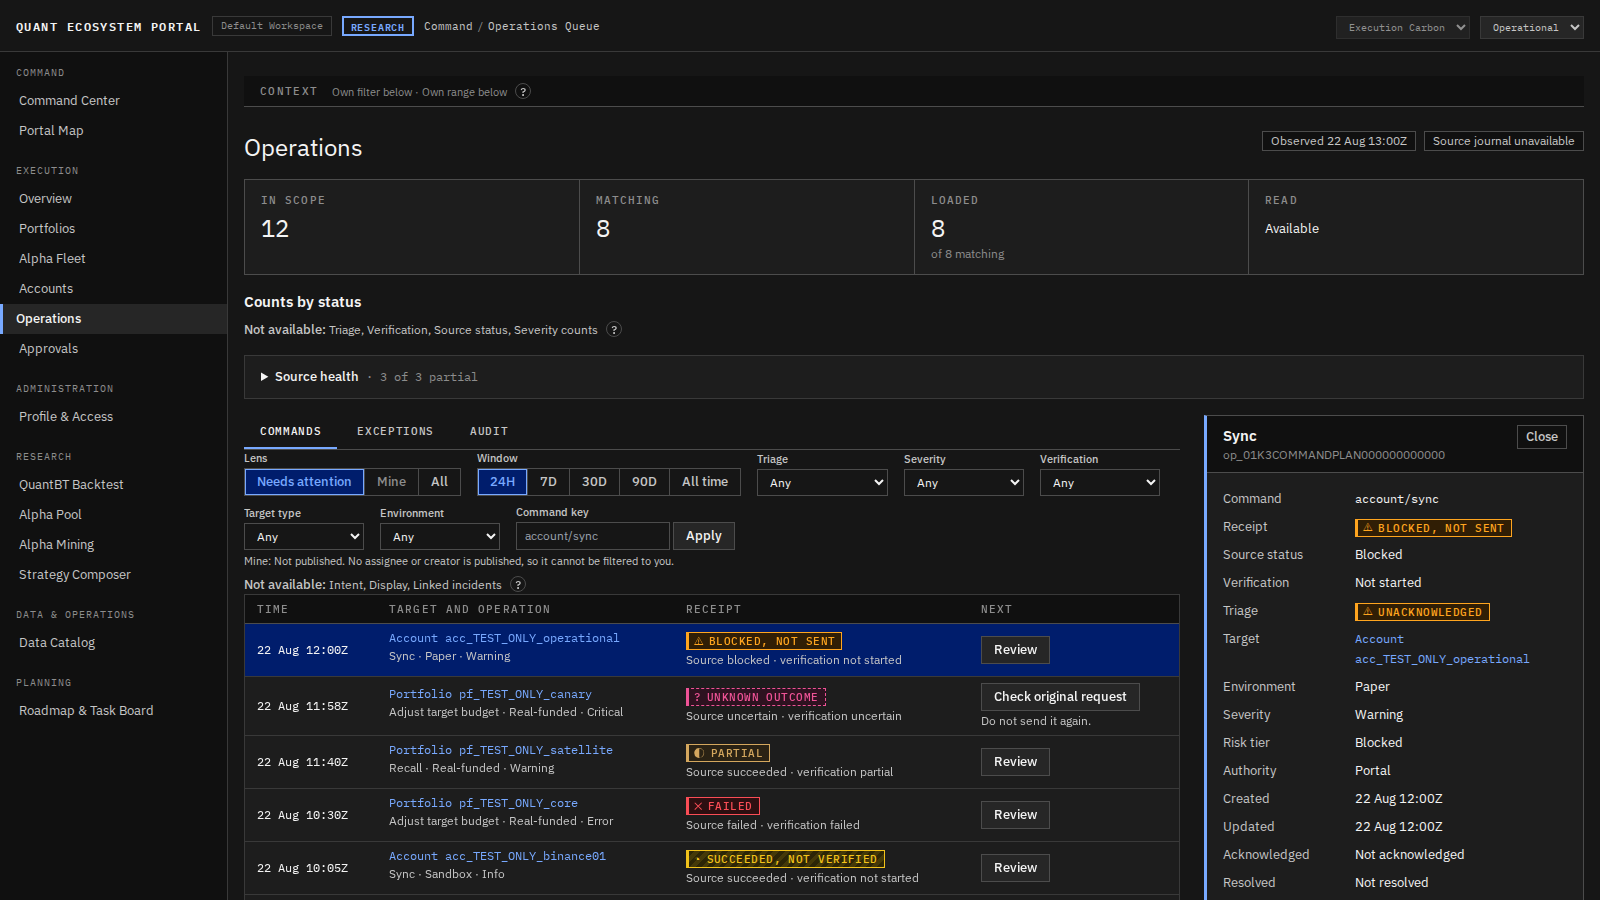 QUANT ECOSYSTEM PORTAL
Default Workspace
RESEARCH
Command / Operations Queue
Execution Carbon
Operational
COMMAND
Command Center
Portal Map
EXECUTION
Overview
Portfolios
Alpha Fleet
Accounts
Operations
Approvals
ADMINISTRATION
Profile & Access
RESEARCH
QuantBT Backtest
Alpha Pool
Alpha Mining
Strategy Composer
DATA & OPERATIONS
Data Catalog
PLANNING
Roadmap & Task Board
CONTEXT Own filter below · Own range below ?
Operations
Observed 22 Aug 13:00Z
Source journal unavailable
IN SCOPE
12
MATCHING
8
LOADED
8
of 8 matching
READ
Available
Counts by status
Not available: Triage, Verification, Source status, Severity counts ?
Source health · 3 of 3 partial
COMMANDS
EXCEPTIONS
AUDIT
Lens
Needs attention
Mine
All
Window
24H
7D
30D
90D
All time
Triage
Any
Severity
Any
Verification
Any
Target type
Any
Environment
Any
Command key
account/sync
Apply
Mine: Not published. No assignee or creator is published, so it cannot be filtered to you.
Not available: Intent, Display, Linked incidents ?
TIME
TARGET AND OPERATION
RECEIPT
NEXT
22 Aug 12:00Z
Account acc_TEST_ONLY_operational
Sync · Paper · Warning
⚠ BLOCKED, NOT SENT
Source blocked · verification not started
Review
22 Aug 11:58Z
Portfolio pf_TEST_ONLY_canary
Adjust target budget · Real-funded · Critical
? UNKNOWN OUTCOME
Source uncertain · verification uncertain
Check original request
Do not send it again.
22 Aug 11:40Z
Portfolio pf_TEST_ONLY_satellite
Recall · Real-funded · Warning
◐ PARTIAL
Source succeeded · verification partial
Review
22 Aug 10:30Z
Portfolio pf_TEST_ONLY_core
Adjust target budget · Real-funded · Error
✕ FAILED
Source failed · verification failed
Review
22 Aug 10:05Z
Account acc_TEST_ONLY_binance01
Sync · Sandbox · Info
· SUCCEEDED, NOT VERIFIED
Source succeeded · verification not started
Review
Sync
Close
op_01K3COMMANDPLAN000000000000
Command account/sync
Receipt ⚠ BLOCKED, NOT SENT
Source status Blocked
Verification Not started
Triage ⚠ UNACKNOWLEDGED
Target Account
acc_TEST_ONLY_operational
Environment Paper
Severity Warning
Risk tier Blocked
Authority Portal
Created 22 Aug 12:00Z
Updated 22 Aug 12:00Z
Acknowledged Not acknowledged
Resolved Not resolved